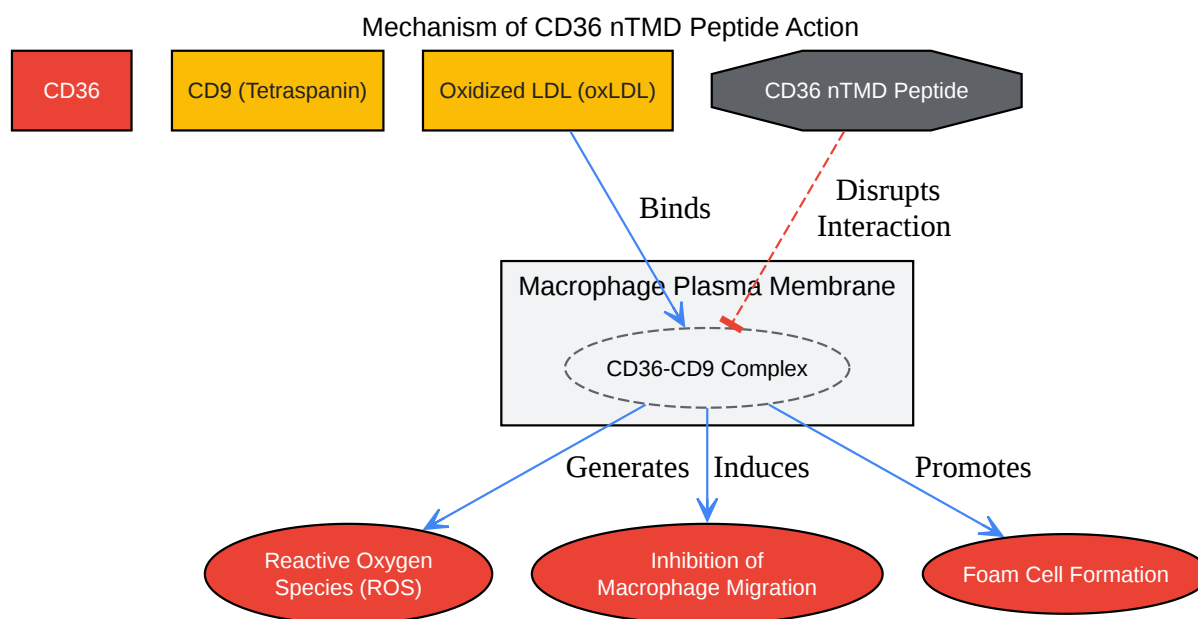 Mechanism of CD36 nTMD Peptide Action
CD36
CD9 (Tetraspanin)
Oxidized LDL (oxLDL)
CD36 nTMD Peptide
Binds
Disrupts
Interaction
Macrophage Plasma Membrane
CD36-CD9 Complex
Generates
Induces
Promotes
Reactive Oxygen
Species (ROS)
Inhibition of
Macrophage Migration
Foam Cell Formation